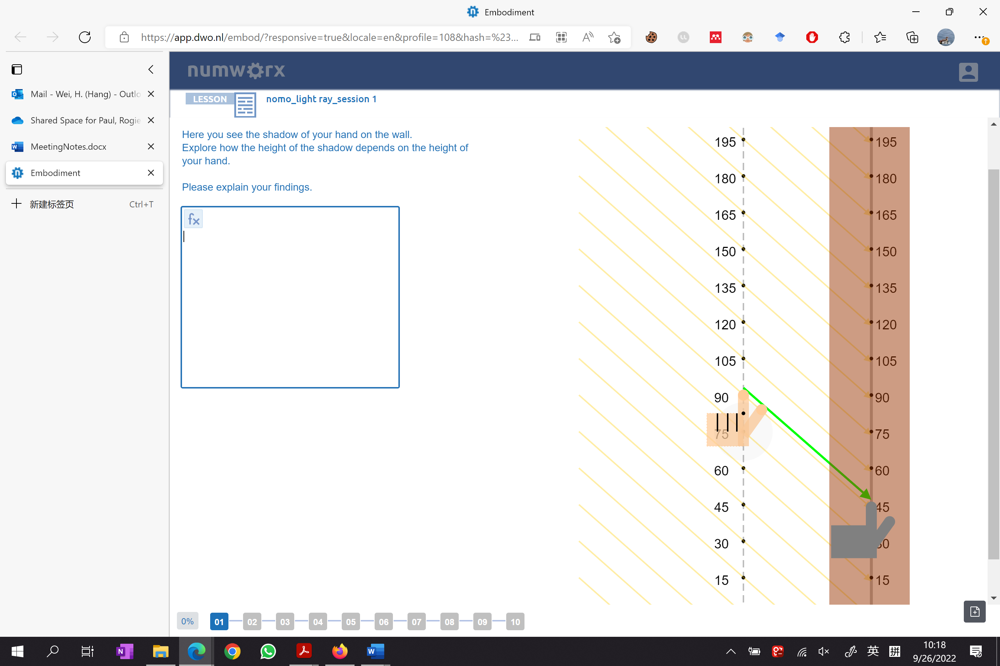 Embodiment
https://app.dwo.nl/embod/?responsive=true&locale=en&profile=108&hash=%23...
Mail - Wei, H. (Hang) - Outlo
Shared Space for Paul, Rogie
MeetingNotes.docx
Embodiment
新建标签页 Ctrl+T
numworx
LESSON nomo_light ray_session 1
Here you see the shadow of your hand on the wall.
Explore how the height of the shadow depends on the height of
your hand.
Please explain your findings.
fx
195 195
180 180
165 165
150 150
135 135
120 120
105 105
90 90
75 75
60 60
45 45
30 30
15 15
0% 01 02 03 04 05 06 07 08 09 10
英 拼 10:18
9/26/2022